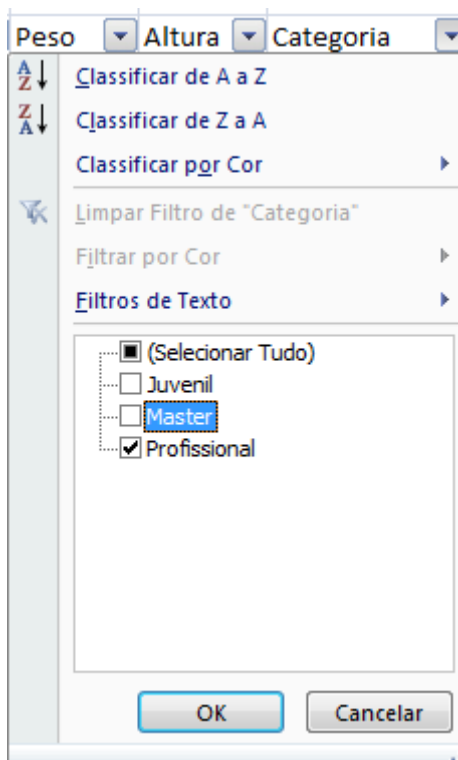 Peso Altura Categoria
Classificar de A a Z
Classificar de Z a A
Classificar por Cor
Limpar Filtro de "Categoria"
Filtrar por Cor
Filtros de Texto
(Selecionar Tudo)
Juvenil
Master
Profissional
OK Cancelar